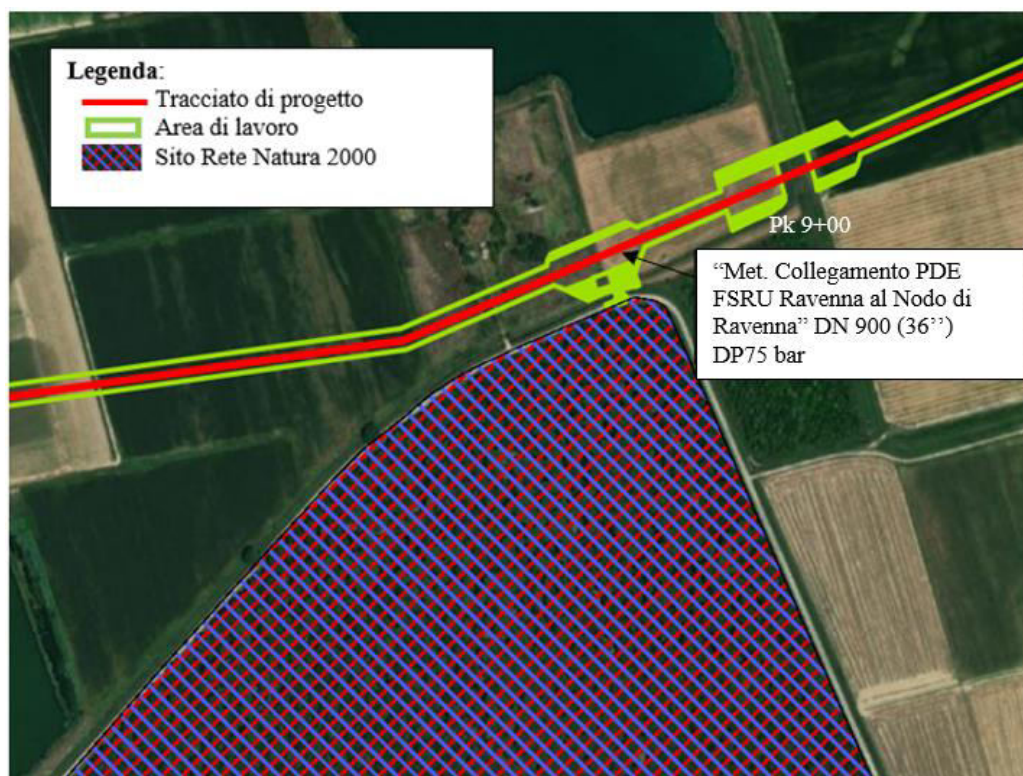 Legenda:
Tracciato di progetto
Area di lavoro
Sito Rete Natura 2000
Pk 9+00
“Met. Collegamento PDE
FSRU Ravenna al Nodo di
Ravenna” DN 900 (36’’)
DP75 bar